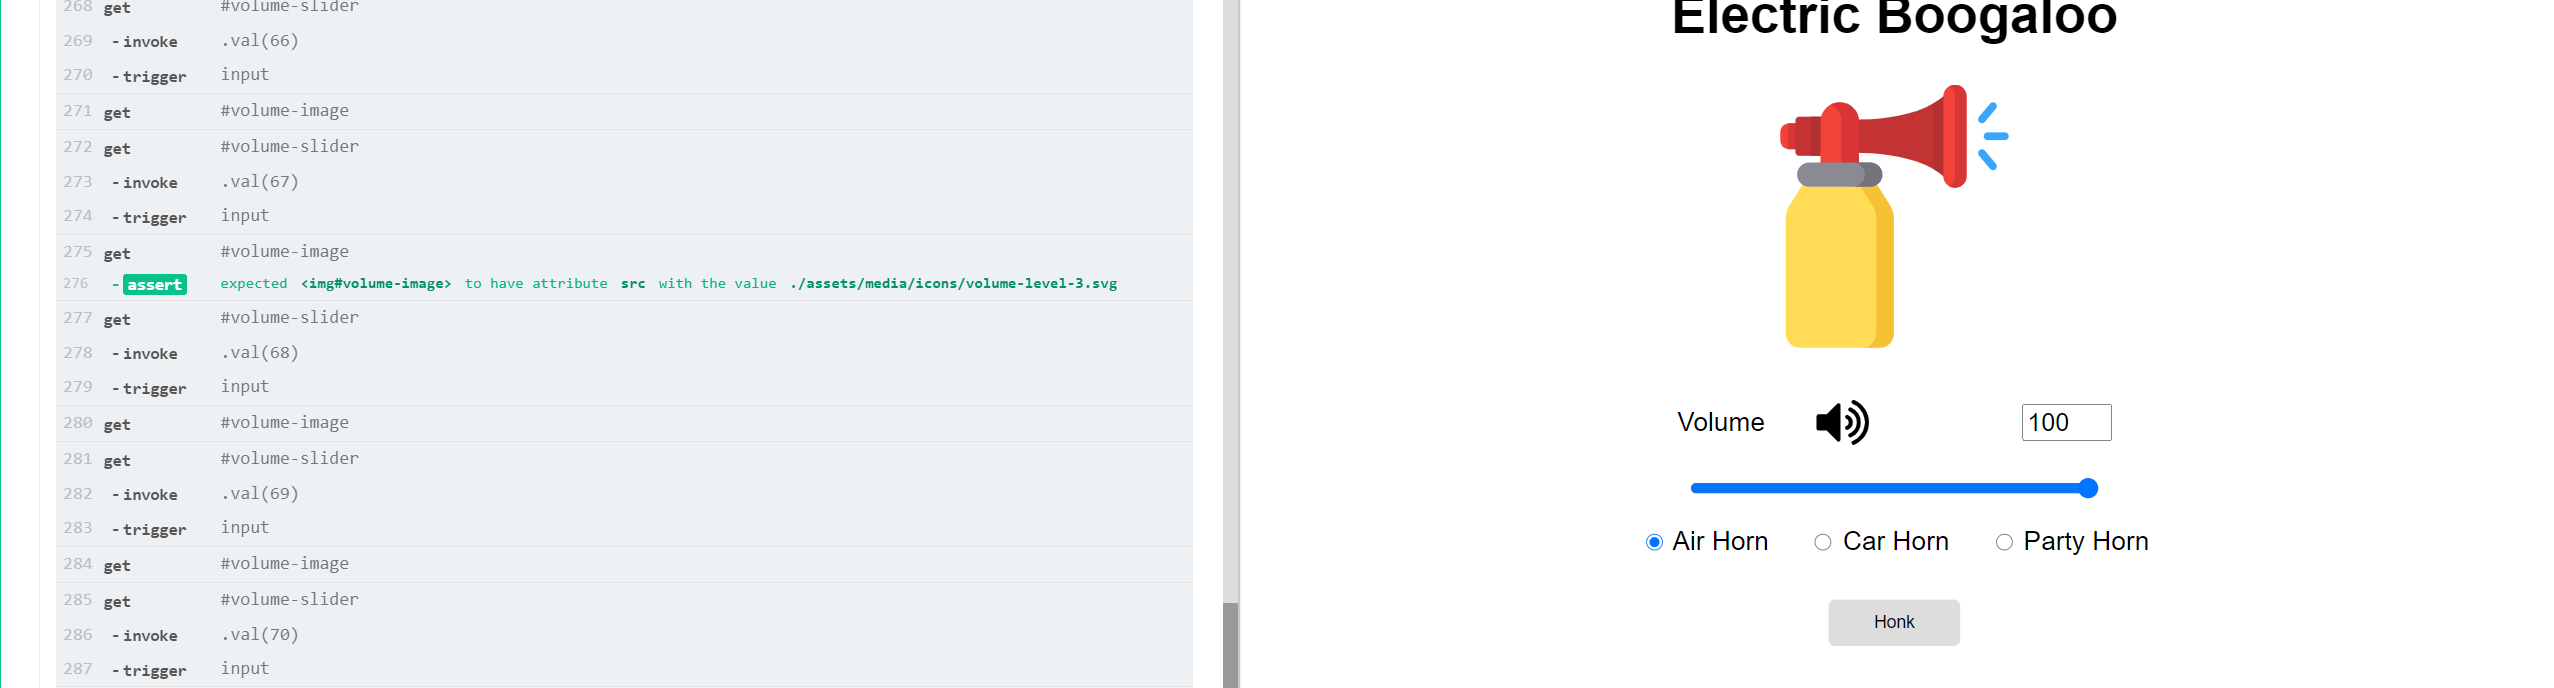 268 get #volume-slider
269 -invoke .val(66)
270 -trigger input
271 get #volume-image
272 get #volume-slider
273 -invoke .val(67)
274 -trigger input
275 get #volume-image
276 -assert expected <img#volume-image> to have attribute src with the value ./assets/media/icons/volume-level-3.svg
277 get #volume-slider
278 -invoke .val(68)
279 -trigger input
280 get #volume-image
281 get #volume-slider
282 -invoke .val(69)
283 -trigger input
284 get #volume-image
285 get #volume-slider
286 -invoke .val(70)
287 -trigger input
Electric Boogaloo
Volume 100
Air Horn Car Horn Party Horn
Honk